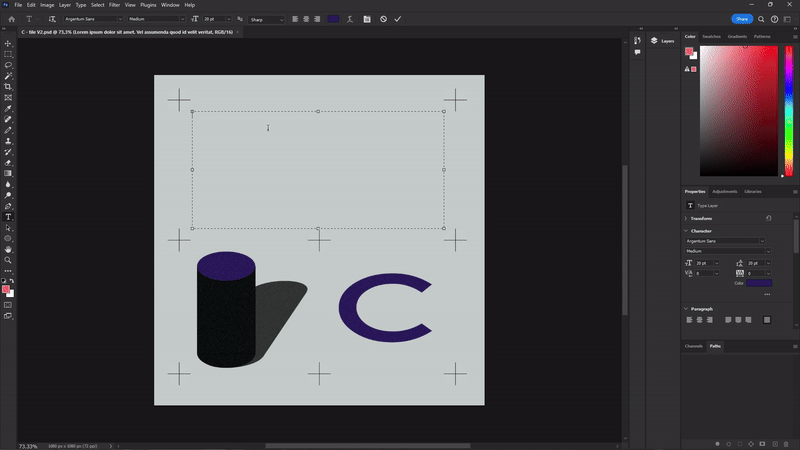 Ps File Edit Image Layer Type Select Filter View Plugins Window Help
T Argentum Sans Medium 20 pt Sharp Share
C - tile V2.psd @ 73,3% (Lorem ipsum dolor sit amet. Vel assumenda quod id velit veritat, RGB/16)
Layers
Color Swatches Gradients Patterns
Properties Adjustments Libraries
T Type Layer
Transform
Character
Argentum Sans
Medium
20 pt 20 pt
0 0
Color
Paragraph
Channels Paths
C
73,33% 1080 px x 1080 px (72 ppi)